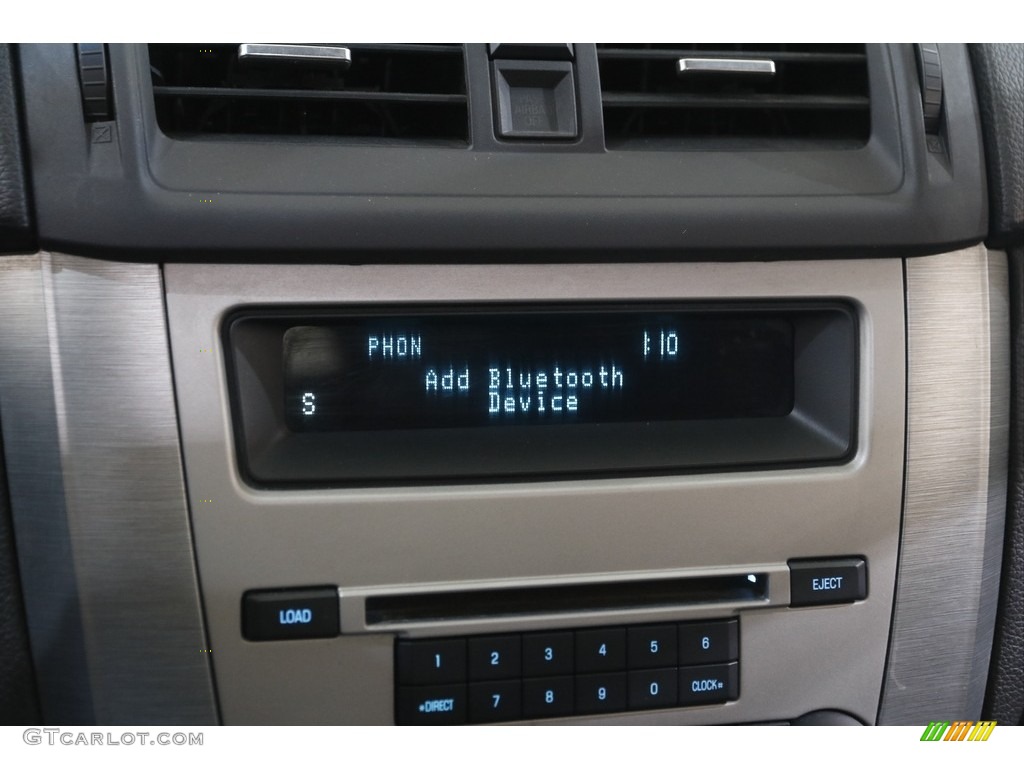 PHON 1:10
Add Bluetooth
S Device
LOAD EJECT
1 2 3 4 5 6
*DIRECT 7 8 9 0 CLOCK
GTCARLOT.COM